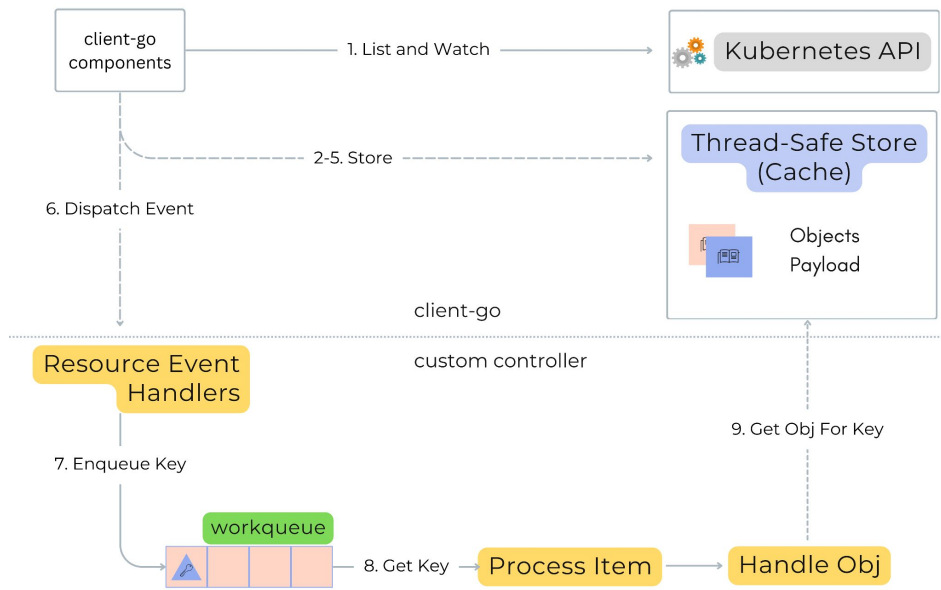 client-go
components
1. List and Watch
Kubernetes API
2-5. Store
Thread-Safe Store
(Cache)
6. Dispatch Event
Objects
Payload
client-go
custom controller
Resource Event
Handlers
9. Get Obj For Key
7. Enqueue Key
workqueue
8. Get Key
Process Item
Handle Obj